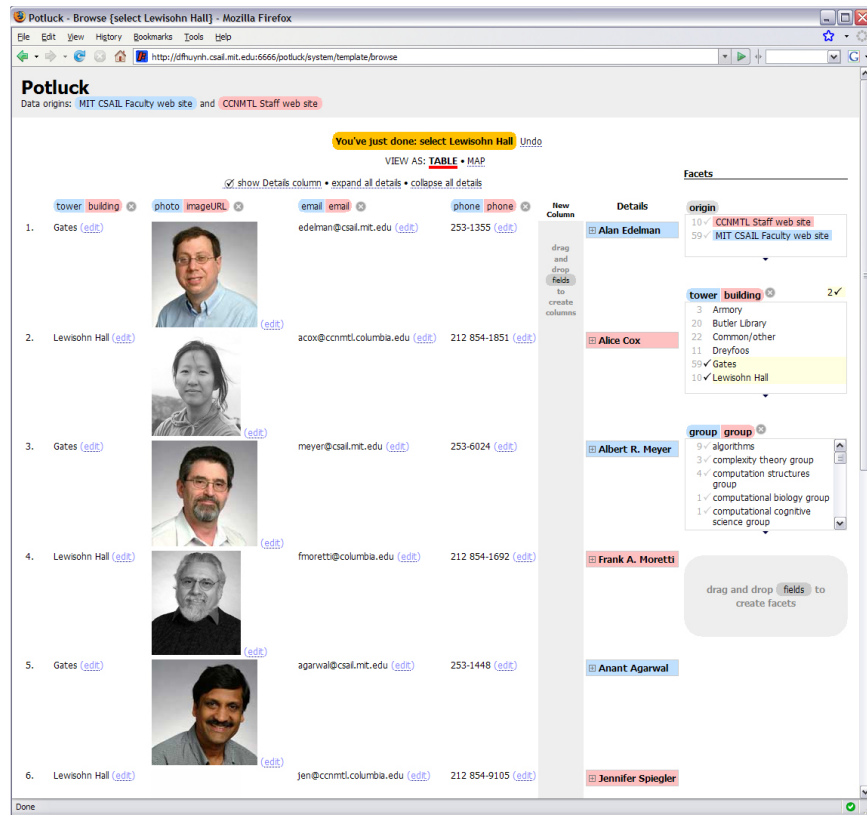 Potluck - Browse {select Lewisohn Hall} - Mozilla Firefox
File Edit View History Bookmarks Tools Help
http://dfhuynh.csail.mit.edu:6666/potluck/system/template/browse
G
Potluck
Data origins: MIT CSAIL Faculty web site and CCNMTL Staff web site
You've just done: select Lewisohn Hall Undo
VIEW AS: TABLE • MAP
show Details column • expand all details • collapse all details
tower building photo imageURL email email phone phone New Column Details
1. Gates (edit) (edit) edelman@csail.mit.edu (edit) 253-1355 (edit) Alan Edelman
drag
and
drop
fields
to
create
columns
2. Lewisohn Hall (edit) (edit) acox@ccnmtl.columbia.edu (edit) 212 854-1851 (edit) Alice Cox
3. Gates (edit) (edit) meyer@csail.mit.edu (edit) 253-6024 (edit) Albert R. Meyer
4. Lewisohn Hall (edit) (edit) fmoretti@columbia.edu (edit) 212 854-1692 (edit) Frank A. Moretti
5. Gates (edit) (edit) agarwal@csail.mit.edu (edit) 253-1448 (edit) Anant Agarwal
6. Lewisohn Hall (edit) jen@ccnmtl.columbia.edu (edit) 212 854-9105 (edit) Jennifer Spiegler
Facets
origin
10 CCNMTL Staff web site
59 MIT CSAIL Faculty web site
tower building 2
3 Armory
20 Butler Library
22 Common/other
11 Dreyfoos
59 Gates
10 Lewisohn Hall
group group
9 algorithms
3 complexity theory group
4 computation structures
group
1 computational biology group
1 computational cognitive
science group
drag and drop fields to
create facets
Done